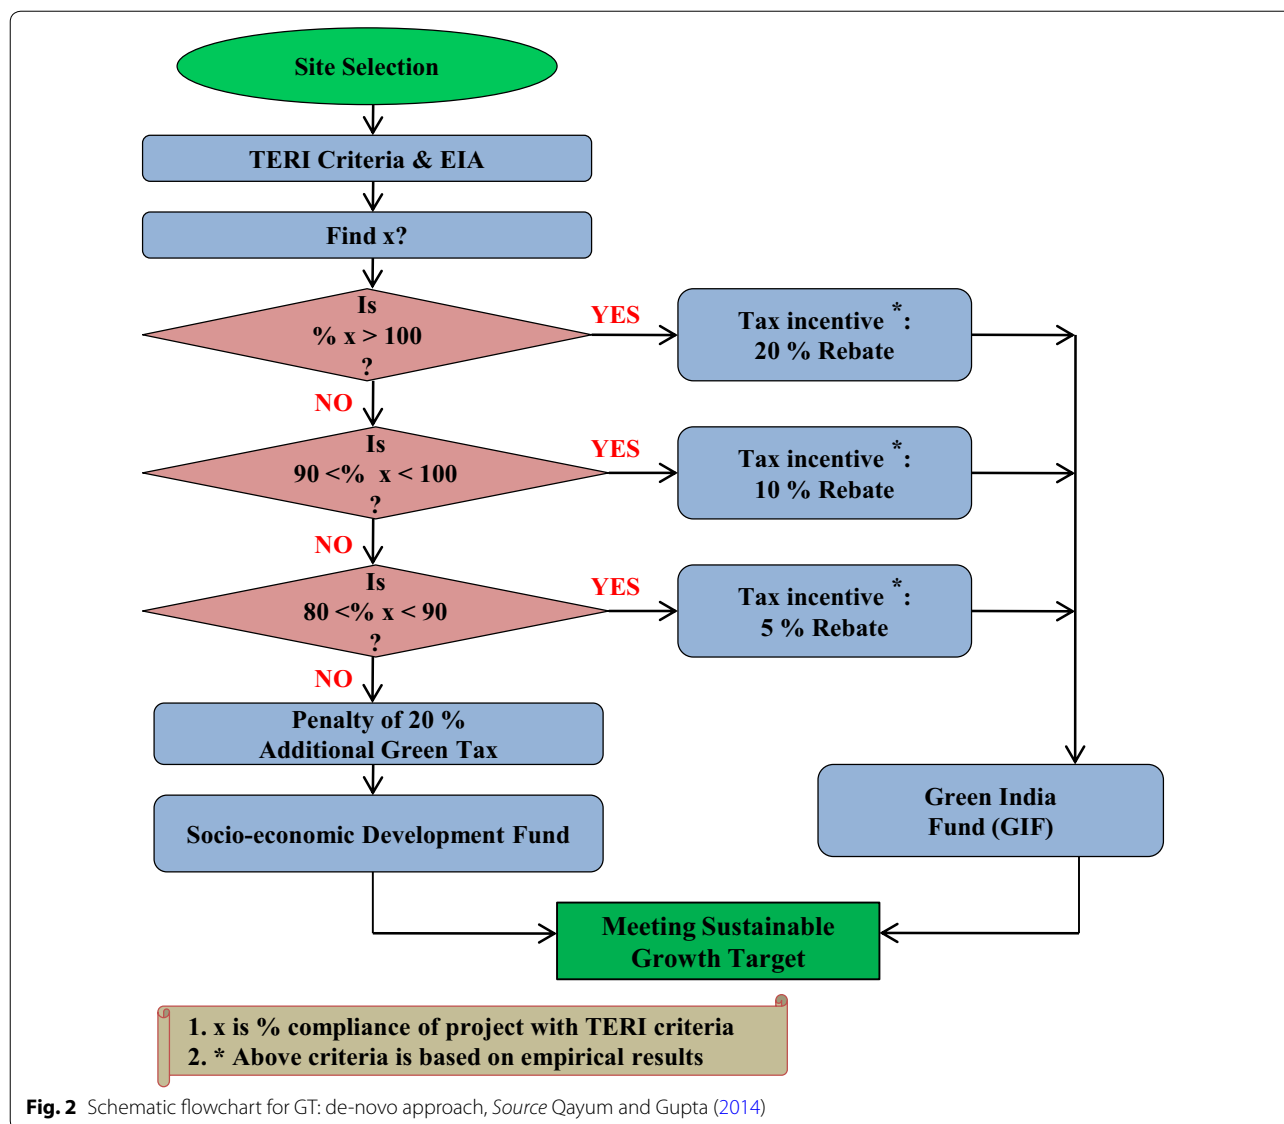 Site Selection
TERI Criteria & EIA
Find x?
Is
% x > 100
?
YES
Tax incentive *:
20 % Rebate
NO
Is
90 <% x < 100
?
YES
Tax incentive *:
10 % Rebate
NO
Is
80 <% x < 90
?
YES
Tax incentive *:
5 % Rebate
NO
Penalty of 20 %
Additional Green Tax
Socio-economic Development Fund
Green India
Fund (GIF)
Meeting Sustainable
Growth Target
1. x is % compliance of project with TERI criteria
2. * Above criteria is based on empirical results
Fig. 2 Schematic flowchart for GT: de-novo approach, Source Qayum and Gupta (2014)